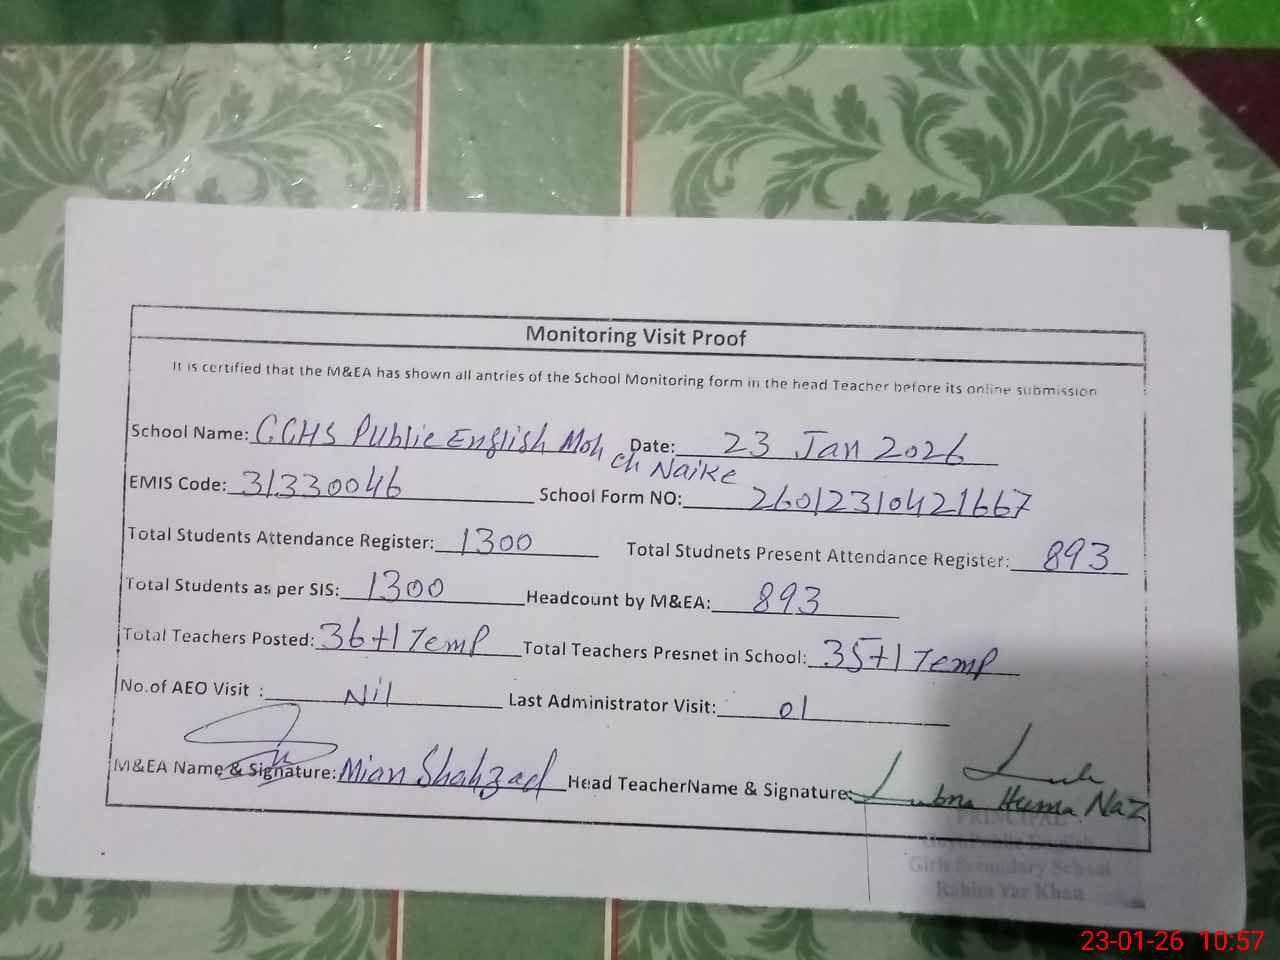 Monitoring Visit Proof
It is certified that the M&EA has shown all antries of the School Monitoring form in the head Teacher before its online submission
School Name: GGHS Public English Moh ch Naike Date: 23 Jan 2026
EMIS Code: 31330046 School Form NO: 26012310421667
Total Students Attendance Register: 1300 Total Studnets Present Attendance Register: 893
Total Students as per SIS: 1300 Headcount by M&EA: 893
Total Teachers Posted: 36+1 Temp Total Teachers Presnet in School: 35+1 Temp
No.of AEO Visit : Nil Last Administrator Visit: 01
M&EA Name & Signature: Mian Shahzad Head TeacherName & Signature: Lubna Huma Naz
PRINCIPAL
Govt Public English
Girls Secondary School
Rahim Yar Khan
23-01-26 10:57